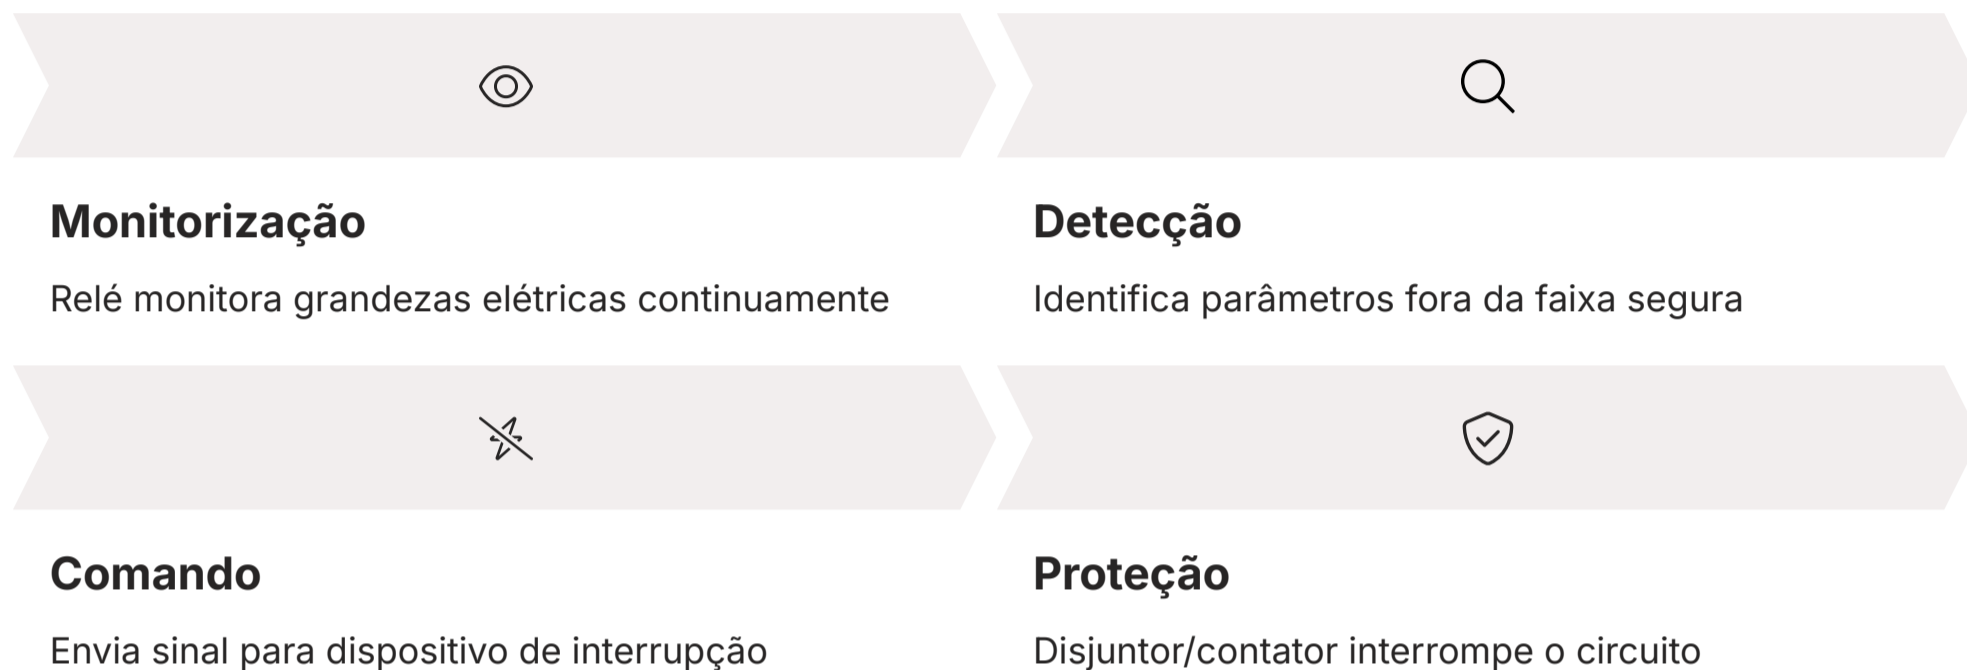 Monitorização
Relé monitora grandezas elétricas continuamente
Detecção
Identifica parâmetros fora da faixa segura
Comando
Envia sinal para dispositivo de interrupção
Proteção
Disjuntor/contator interrompe o circuito